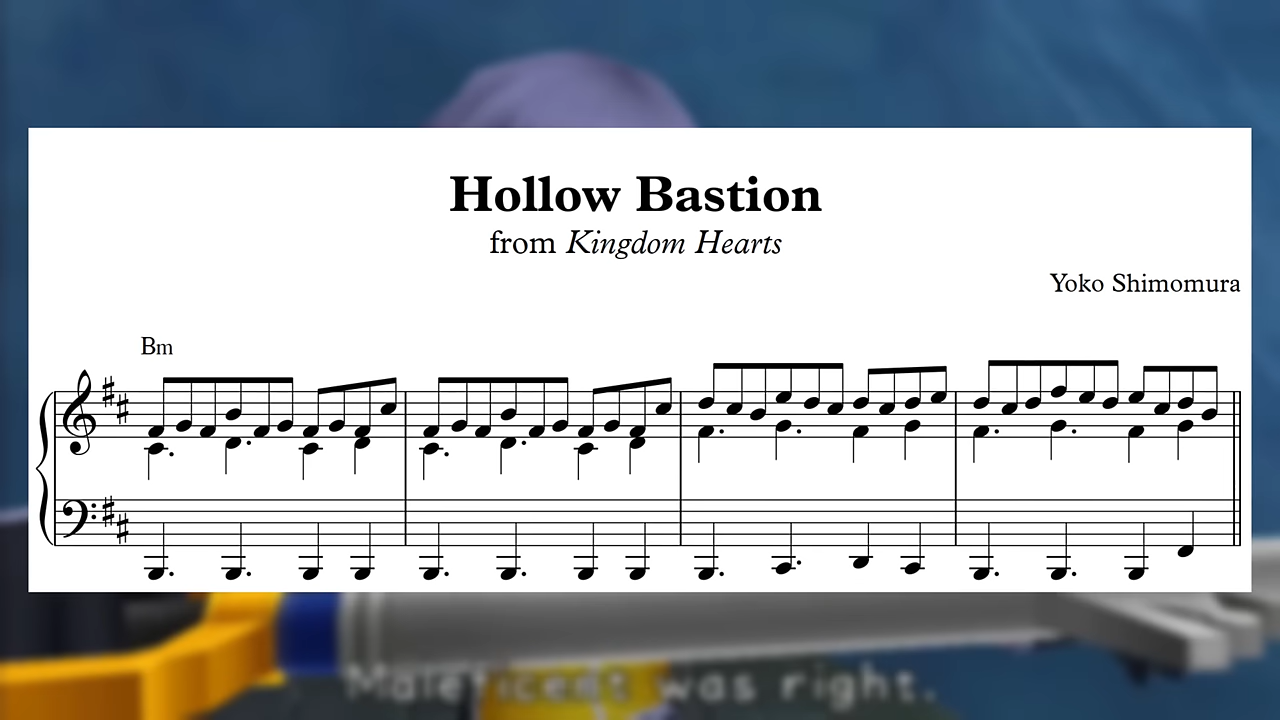 Hollow Bastion
from Kingdom Hearts
Yoko Shimomura
Bm
Maleficent was right.